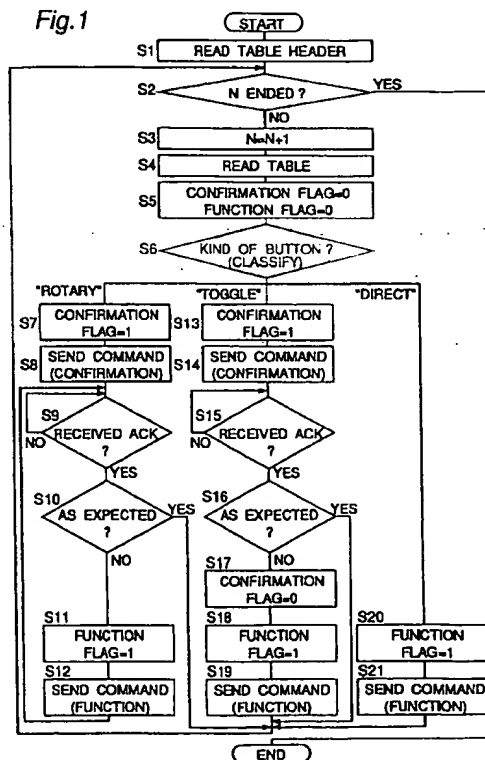 Fig.1
START
S1
READ TABLE HEADER
S2
N ENDED ?
YES
NO
S3
N=N+1
S4
READ TABLE
S5
CONFIRMATION FLAG=0
FUNCTION FLAG=0
S6
KIND OF BUTTON ?
(CLASSIFY)
"ROTARY"
"TOGGLE"
"DIRECT"
S7
CONFIRMATION
FLAG=1
S8
SEND COMMAND
(CONFIRMATION)
S13
CONFIRMATION
FLAG=1
S14
SEND COMMAND
(CONFIRMATION)
S9
RECEIVED ACK
?
NO
YES
S15
RECEIVED ACK
?
NO
YES
S10
AS EXPECTED
?
YES
NO
S16
AS EXPECTED
?
YES
NO
S17
CONFIRMATION
FLAG=0
S11
FUNCTION
FLAG=1
S18
FUNCTION
FLAG=1
S20
FUNCTION
FLAG=1
S12
SEND COMMAND
(FUNCTION)
S19
SEND COMMAND
(FUNCTION)
S21
SEND COMMAND
(FUNCTION)
END